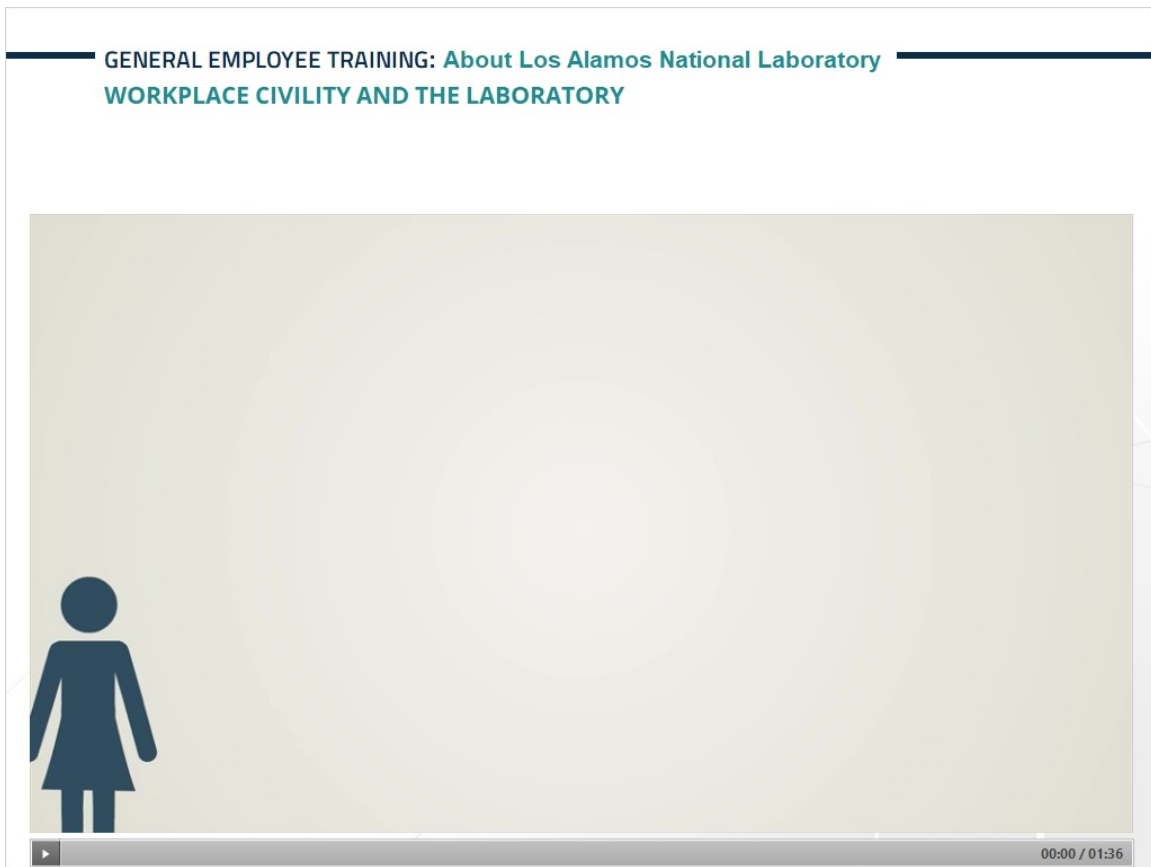 GENERAL EMPLOYEE TRAINING: About Los Alamos National Laboratory
WORKPLACE CIVILITY AND THE LABORATORY
00:00 / 01:36